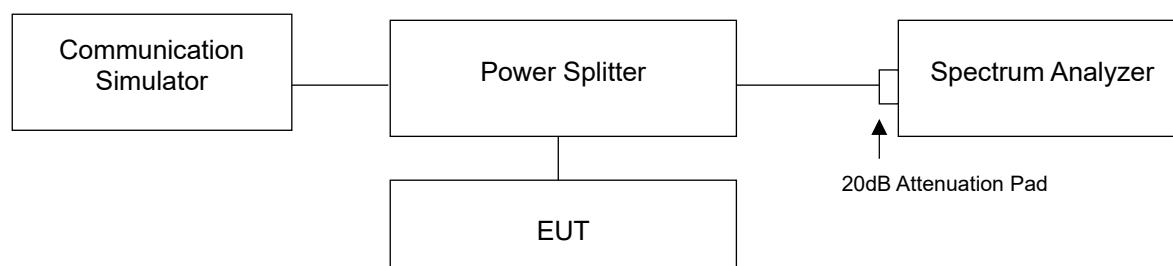 Communication
Simulator
Power Splitter
Spectrum Analyzer
20dB Attenuation Pad
EUT